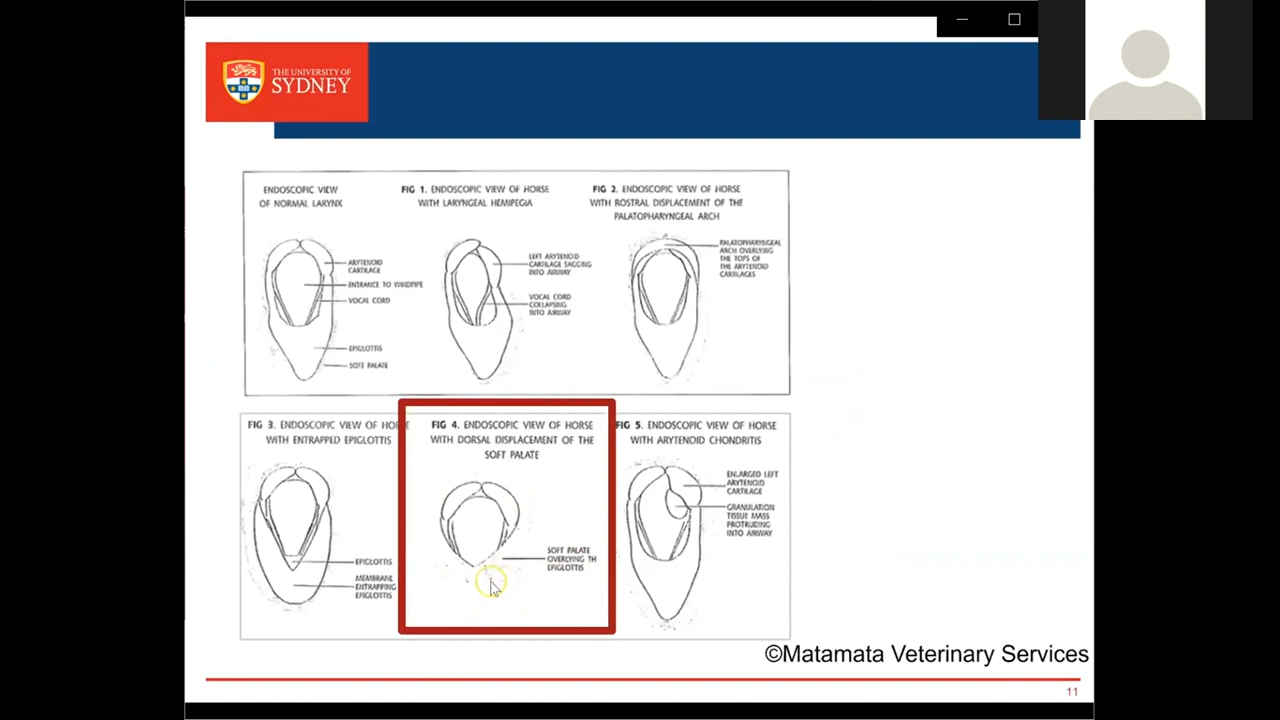 THE UNIVERSITY OF
SYDNEY
ENDOSCOPIC VIEW
OF NORMAL LARYNX
ARYTENOID
CARTILAGE
ENTRANCE TO WINDPIPE
VOCAL CORD
EPIGLOTTIS
SOFT PALATE
FIG 1. ENDOSCOPIC VIEW OF HORSE
WITH LARYNGEAL HEMIPEGIA
LEFT ARYTENOID
CARTILAGE SAGGING
INTO AIRWAY
VOCAL CORD
COLLAPSING
INTO AIRWAY
FIG 2. ENDOSCOPIC VIEW OF HORSE
WITH ROSTRAL DISPLACEMENT OF THE
PALATOPHARYNGEAL ARCH
PALATOPHARYNGEAL
ARCH OVERLYING
THE TOPS OF
THE ARYTENOID
CARTILAGES
FIG 3. ENDOSCOPIC VIEW OF HORSE
WITH ENTRAPPED EPIGLOTTIS
EPIGLOTTIS
MEMBRANE
ENTRAPPING
EPIGLOTTIS
FIG 4. ENDOSCOPIC VIEW OF HORSE
WITH DORSAL DISPLACEMENT OF THE
SOFT PALATE
SOFT PALATE
OVERLYING TH
EPIGLOTTIS
FIG 5. ENDOSCOPIC VIEW OF HORSE
WITH ARYTENOID CHONDRITIS
ENLARGED LEFT
ARYTENOID
CARTILAGE
GRANULATION
TISSUE MASS
PROTRUDING
INTO AIRWAY
©Matamata Veterinary Services
11